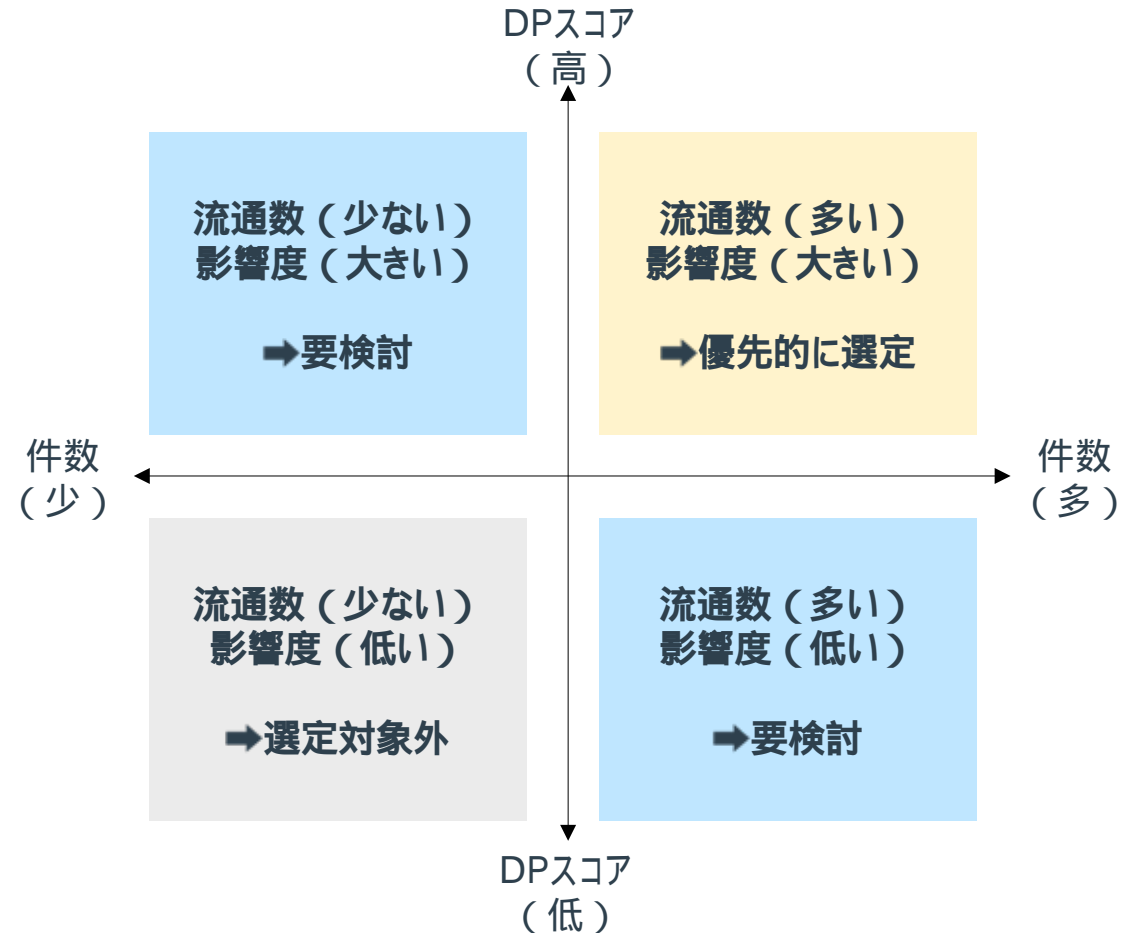 DPスコア
（高）
流通数（少ない）
影響度（大きい）
➡要検討
流通数（多い）
影響度（大きい）
➡優先的に選定
件数
（少）
件数
（多）
流通数（少ない）
影響度（低い）
➡選定対象外
流通数（多い）
影響度（低い）
➡要検討
DPスコア
（低）